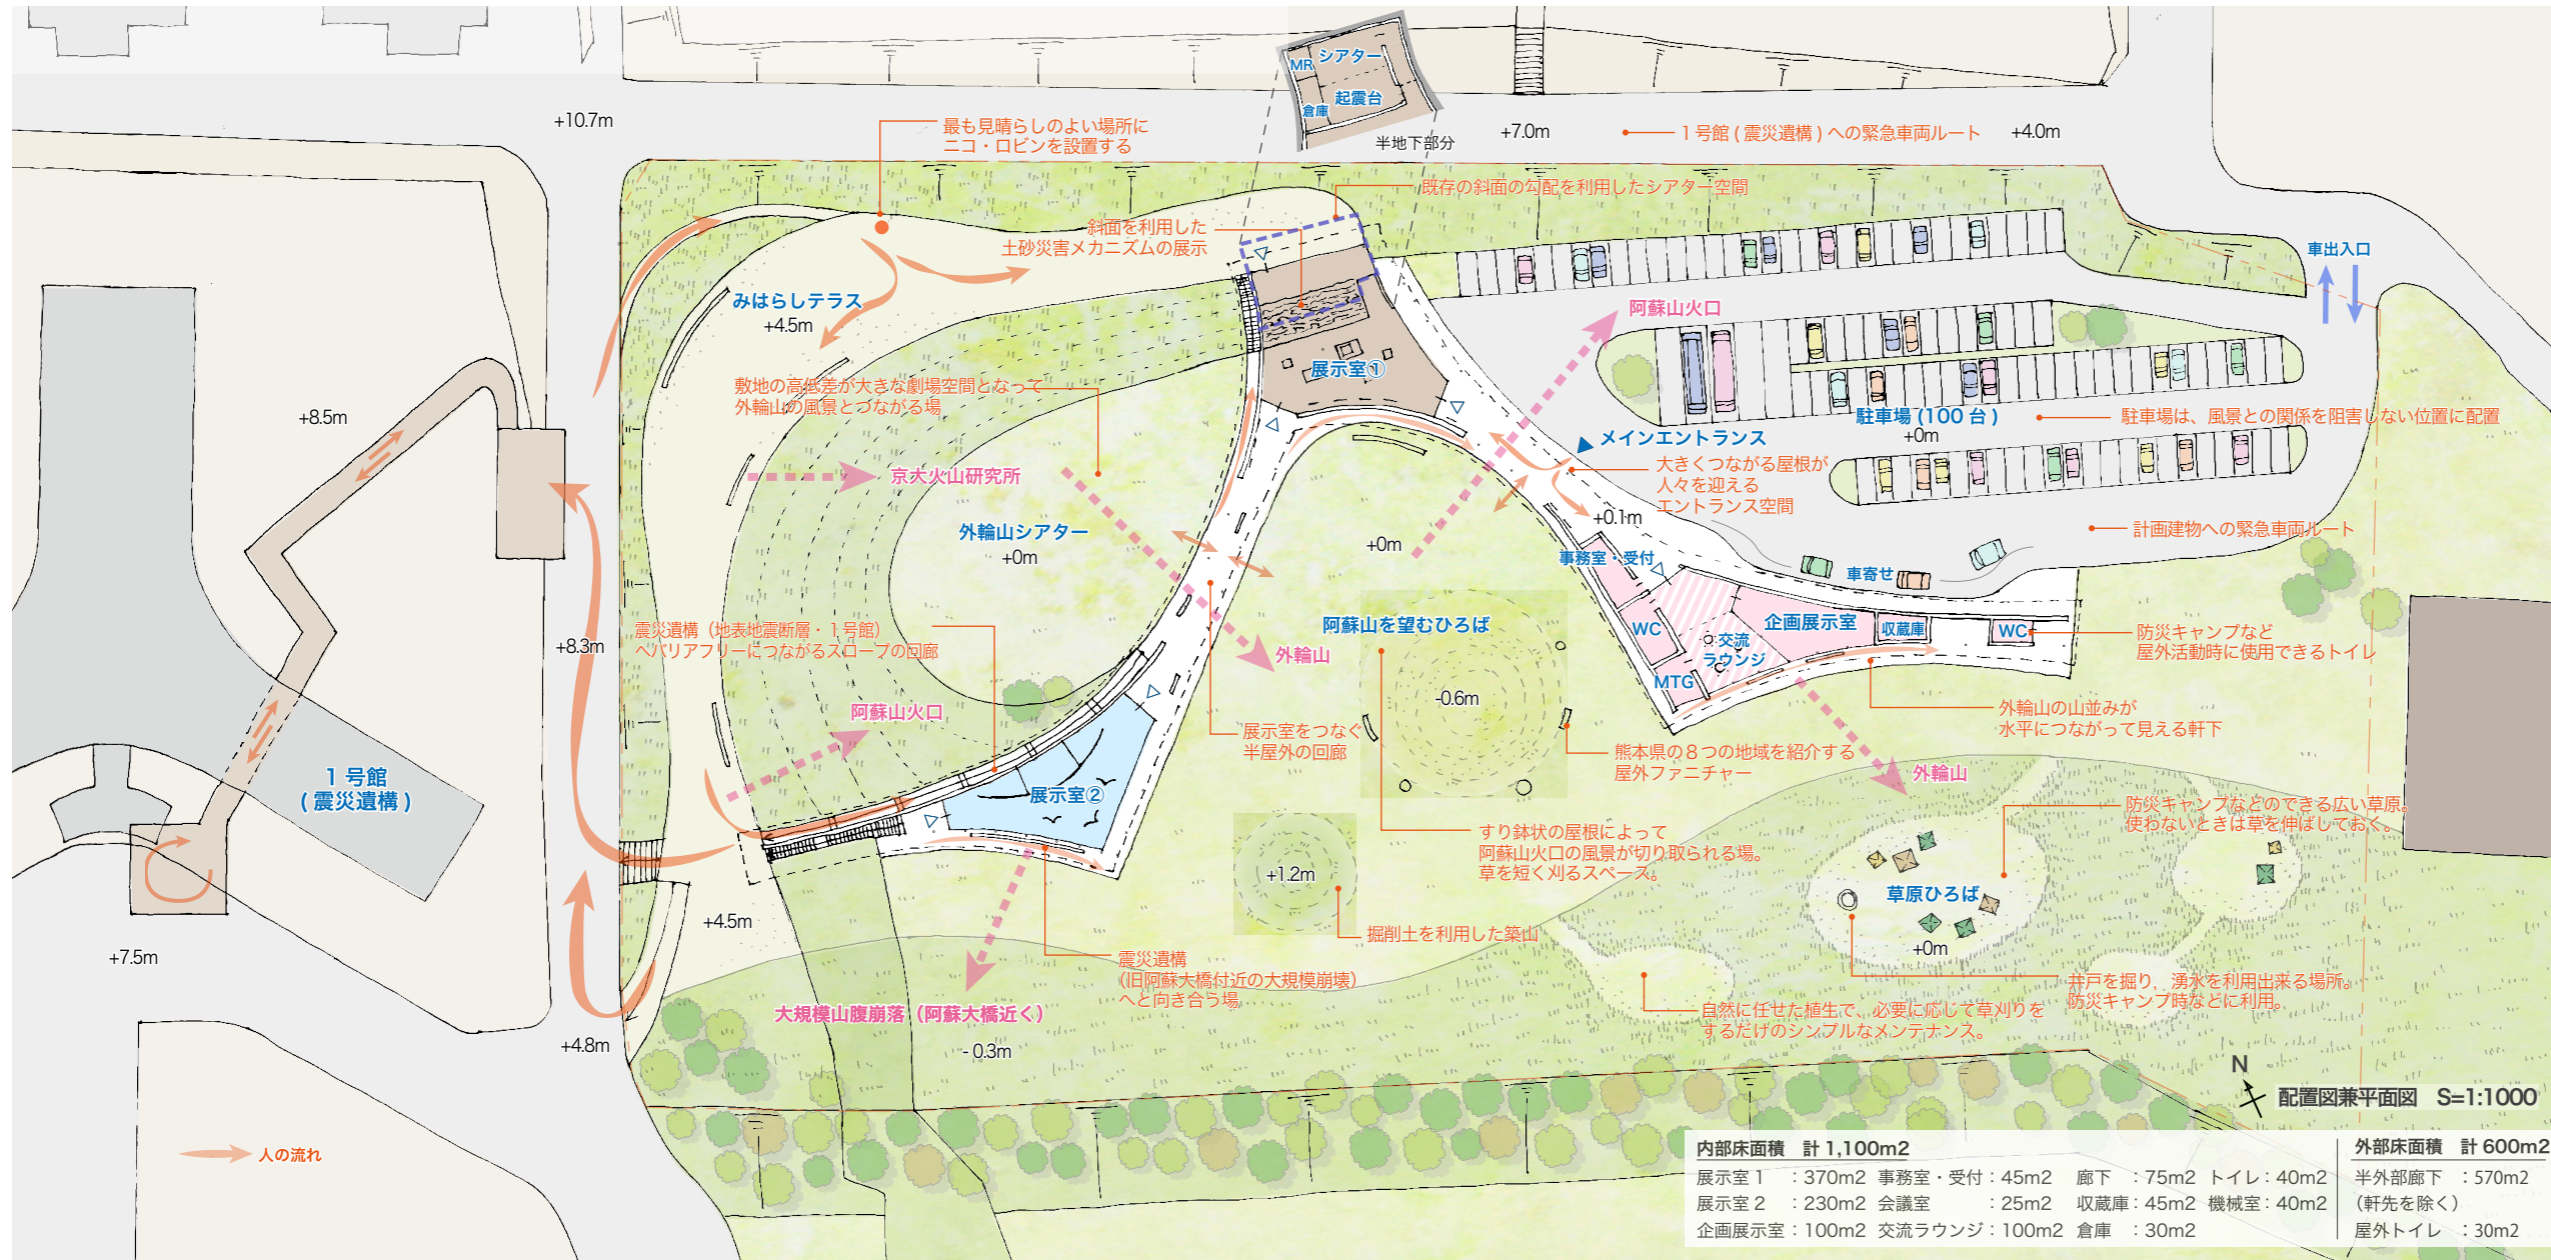 シアター
MR
起震台
倉庫
半地下部分
+10.7m
最も見晴らしのよい場所に
ニコ・ロビンを設置する
+7.0m
1号館(震災遺構)への緊急車両ルート
+4.0m
既存の斜面の勾配を利用したシアター空間
斜面を利用した
土砂災害メカニズムの展示
車出入口
みはらしテラス
+4.5m
阿蘇山火口
展示室①
敷地の高低差が大きな劇場空間となって
外輪山の風景とつながる場
+8.5m
駐車場(100台)
+0m
駐車場は、風景との関係を阻害しない位置に配置
メインエントランス
大きくつながる屋根が
人々を迎える
エントランス空間
京大火山研究所
外輪山シアター
+0m
+0m
+0.1m
計画建物への緊急車両ルート
事務室・受付
車寄せ
震災遺構(地表地震断層・1号館)
へバリアフリーにつながるスロープの回廊
+8.3m
外輪山
阿蘇山を望むひろば
-0.6m
WC
交流
ラウンジ
MTG
企画展示室
収蔵庫
WC
防災キャンプなど
屋外活動時に使用できるトイレ
外輪山の山並みが
水平につながって見える軒下
阿蘇山火口
展示室をつなぐ
半屋外の回廊
熊本県の8つの地域を紹介する
屋外ファニチャー
外輪山
1号館
(震災遺構)
展示室②
防災キャンプなどのできる広い草原。
使わないときは草を伸ばしておく。
すり鉢状の屋根によって
阿蘇山火口の風景が切り取られる場。
草を短く刈るスペース。
+1.2m
草原ひろば
+0m
+4.5m
掘削土を利用した築山
+7.5m
震災遺構
(旧阿蘇大橋付近の大規模崩壊)
へと向き合う場
井戸を掘り、湧水を利用出来る場所。
防災キャンプ時などに利用。
大規模山腹崩落(阿蘇大橋近く)
自然に任せた植生で、必要に応じて草刈りを
するだけのシンプルなメンテナンス。
+4.8m
- 0.3m
N
配置図兼平面図 S=1:1000
人の流れ
内部床面積 計 1,100m2
展示室1 :370m2 事務室・受付:45m2 廊下 :75m2 トイレ:40m2
展示室2 :230m2 会議室 :25m2 収蔵庫:45m2 機械室:40m2
企画展示室:100m2 交流ラウンジ:100m2 倉庫 :30m2
外部床面積 計 600m2
半外部廊下 :570m2
(軒先を除く)
屋外トイレ :30m2